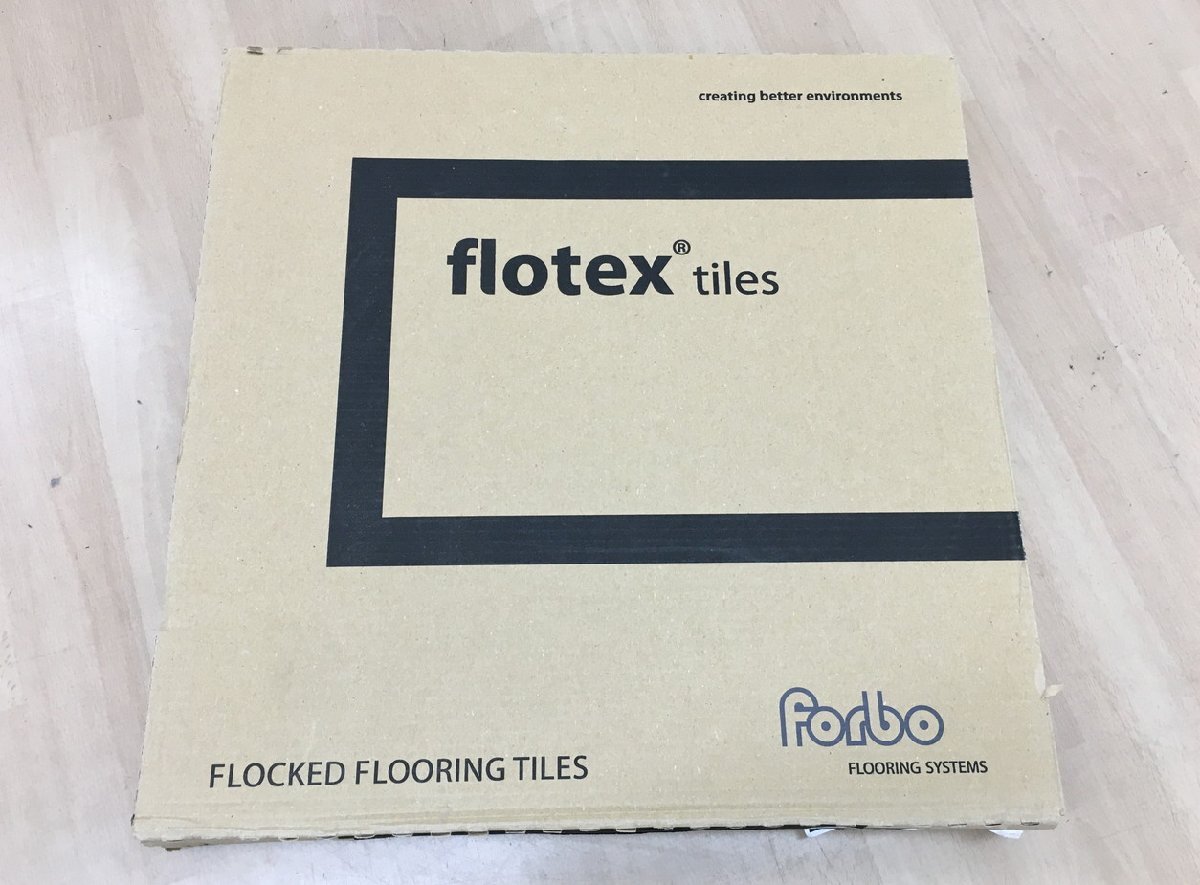 creating better environments
flotex® tiles
forbo
FLOCKED FLOORING TILES
FLOORING SYSTEMS